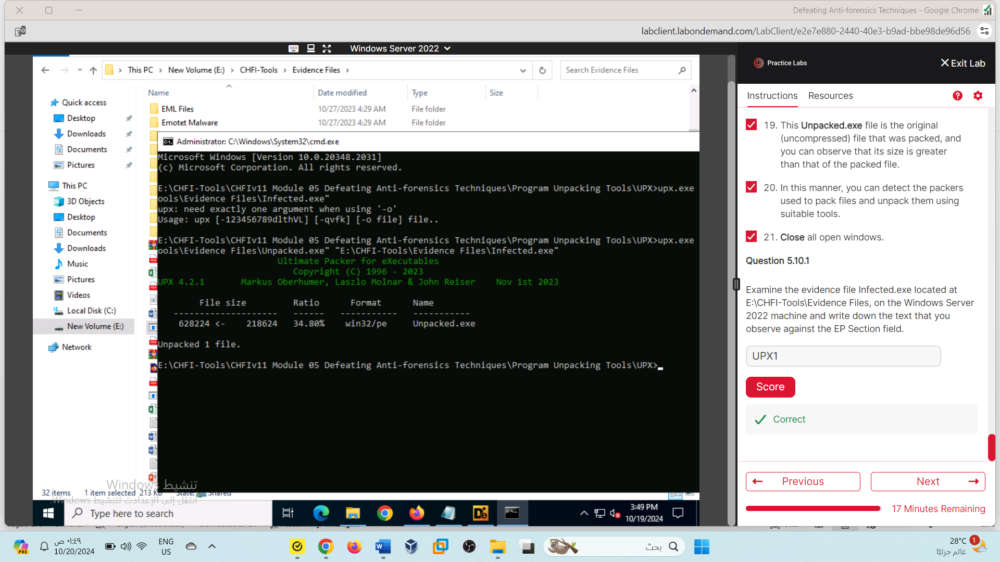 Defeating Anti-forensics Techniques - Google Chrome
labclient.labondemand.com/LabClient/e2e7e880-2440-40e3-b9ad-bbe98de96d56
Windows Server 2022
This PC
New Volume (E:)
CHFI-Tools
Evidence Files
Search Evidence Files
Name
Date modified
Type
Size
EML Files
10/27/2023 4:29 AM
File folder
Emotet Malware
10/27/2023 4:29 AM
File folder
Quick access
Desktop
Downloads
Documents
Pictures
This PC
3D Objects
Desktop
Documents
Downloads
Music
Pictures
Videos
Local Disk (C:)
New Volume (E:)
Network
Administrator: C:\Windows\System32\cmd.exe
Microsoft Windows [Version 10.0.20348.2031]
(c) Microsoft Corporation. All rights reserved.
E:\CHFI-Tools\CHFIv11 Module 05 Defeating Anti-forensics Techniques\Program Unpacking Tools\UPX>upx.exe
ools\Evidence Files\Infected.exe"
upx: need exactly one argument when using '-o'
Usage: upx [-123456789dlthVL] [-qvfk] [-o file] file..
E:\CHFI-Tools\CHFIv11 Module 05 Defeating Anti-forensics Techniques\Program Unpacking Tools\UPX>upx.exe
ools\Evidence Files\Unpacked.exe" "E:\CHFI-Tools\Evidence Files\Infected.exe"
Ultimate Packer for eXecutables
Copyright (C) 1996 - 2023
UPX 4.2.1 Markus Oberhumer, Laszlo Molnar & John Reiser Nov 1st 2023
File size Ratio Format Name
-------------------- ------ ----------- -----------
628224 <- 218624 34.80% win32/pe Unpacked.exe
Unpacked 1 file.
E:\CHFI-Tools\CHFIv11 Module 05 Defeating Anti-forensics Techniques\Program Unpacking Tools\UPX>
32 items
1 item selected 213 KB
State:
Shared
تنشيط Windows
انتقل إلى الإعدادت لتنشيط Windows.
Type here to search
3:49 PM
10/19/2024
Practice Labs
Exit Lab
Instructions
Resources
19. This Unpacked.exe file is the original
(uncompressed) file that was packed, and
you can observe that its size is greater
than that of the packed file.
20. In this manner, you can detect the packers
used to pack files and unpack them using
suitable tools.
21. Close all open windows.
Question 5.10.1
Examine the evidence file Infected.exe located at
E:\CHFI-Tools\Evidence Files, on the Windows Server
2022 machine and write down the text that you
observe against the EP Section field.
UPX1
Score
Correct
Previous
Next
17 Minutes Remaining
PRE
٠١:٤٩ ص
10/20/2024
ENG
US
بحث
28°C
غائم جزئيًا
1